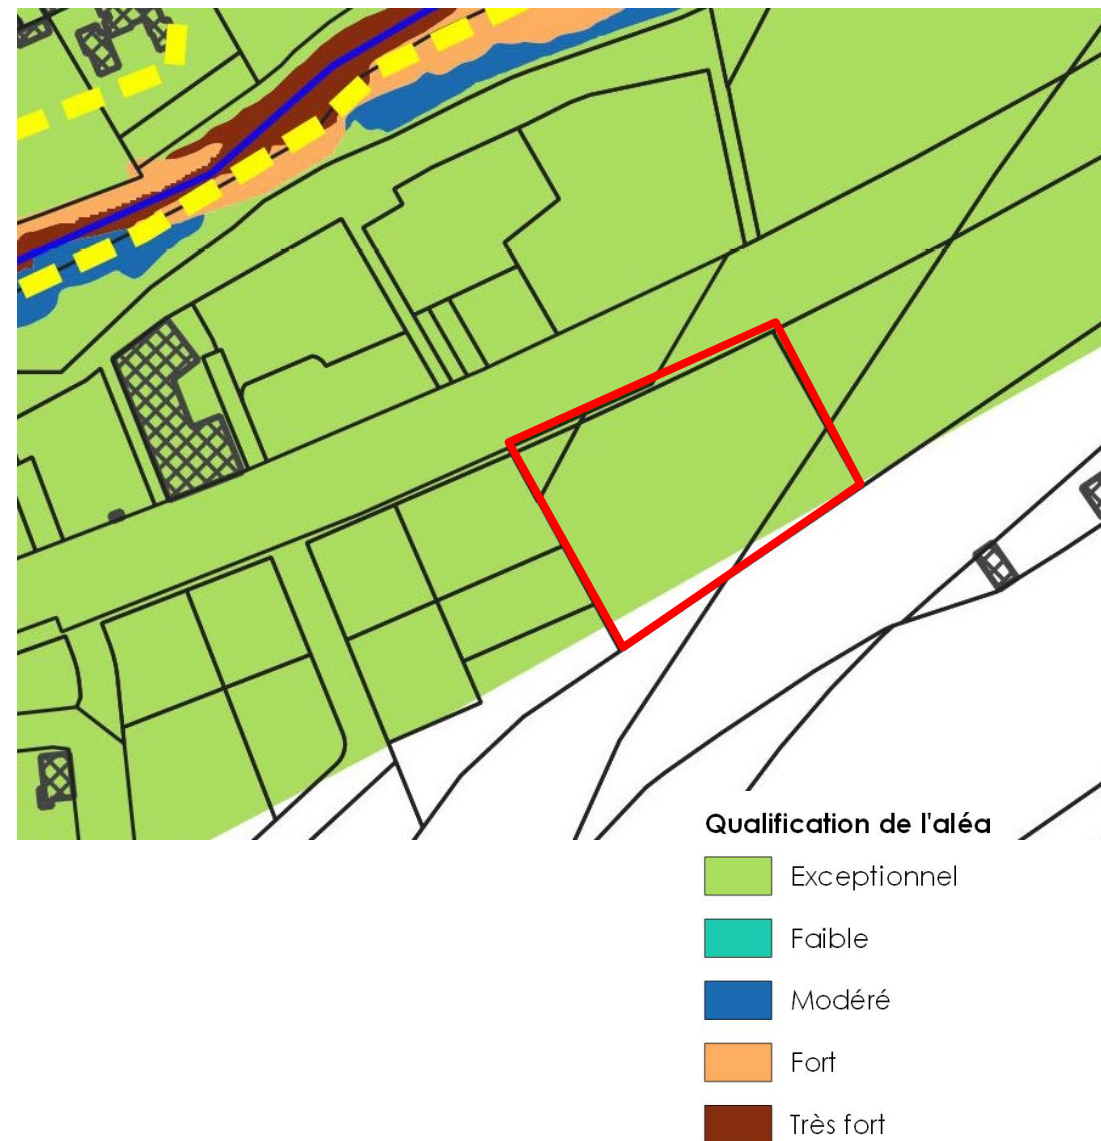 Qualification de l'aléa
Exceptionnel
Faible
Modéré
Fort
Très fort